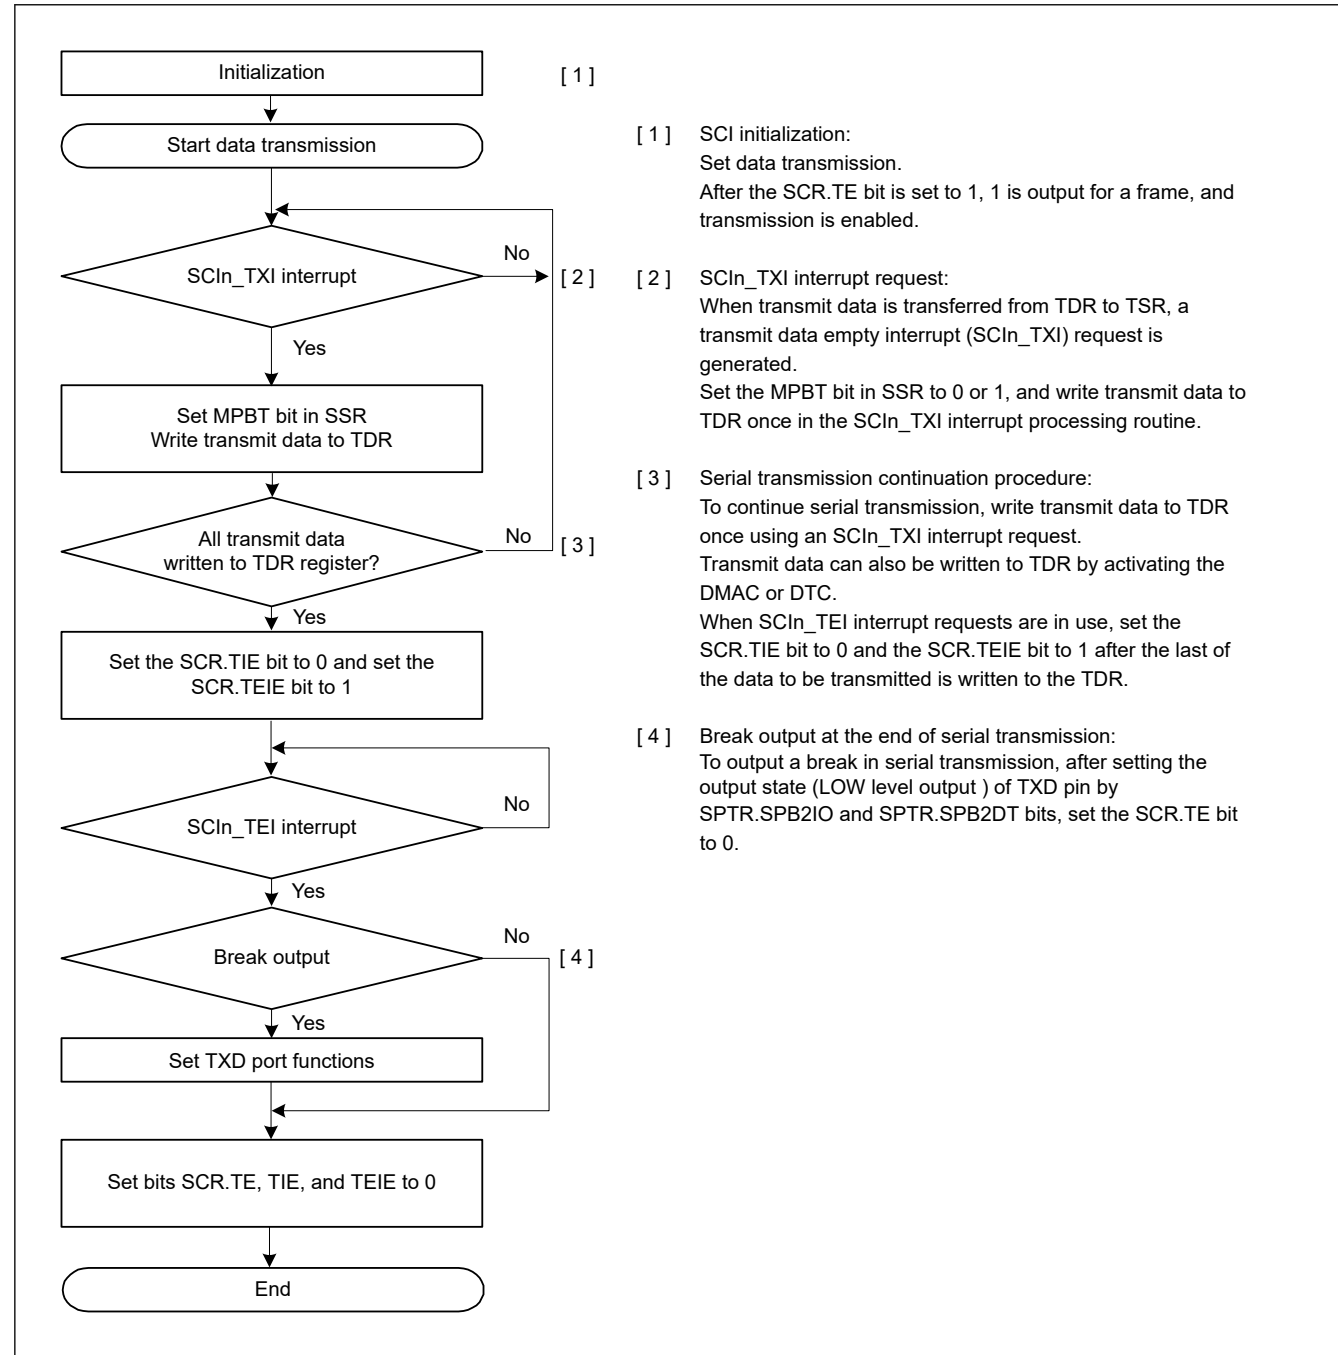 Initialization
[ 1 ]
Start data transmission
No
SCIn_TXI interrupt
[ 2 ]
Yes
Set MPBT bit in SSR
Write transmit data to TDR
All transmit data
written to TDR register?
No
[ 3 ]
Yes
Set the SCR.TIE bit to 0 and set the
SCR.TEIE bit to 1
No
SCIn_TEI interrupt
Yes
No
Break output
[ 4 ]
Yes
Set TXD port functions
Set bits SCR.TE, TIE, and TEIE to 0
End
[ 1 ] SCI initialization:
Set data transmission.
After the SCR.TE bit is set to 1, 1 is output for a frame, and
transmission is enabled.
[ 2 ] SCIn_TXI interrupt request:
When transmit data is transferred from TDR to TSR, a
transmit data empty interrupt (SCIn_TXI) request is
generated.
Set the MPBT bit in SSR to 0 or 1, and write transmit data to
TDR once in the SCIn_TXI interrupt processing routine.
[ 3 ] Serial transmission continuation procedure:
To continue serial transmission, write transmit data to TDR
once using an SCIn_TXI interrupt request.
Transmit data can also be written to TDR by activating the
DMAC or DTC.
When SCIn_TEI interrupt requests are in use, set the
SCR.TIE bit to 0 and the SCR.TEIE bit to 1 after the last of
the data to be transmitted is written to the TDR.
[ 4 ] Break output at the end of serial transmission:
To output a break in serial transmission, after setting the
output state (LOW level output ) of TXD pin by
SPTR.SPB2IO and SPTR.SPB2DT bits, set the SCR.TE bit
to 0.